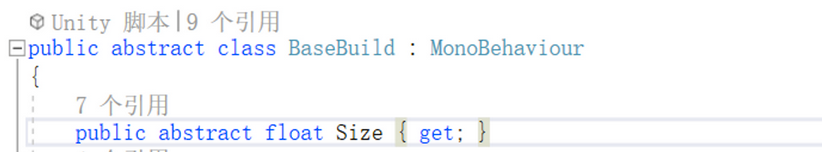 Unity 脚本|9 个引用
public abstract class BaseBuild : MonoBehaviour
{
7 个引用
public abstract float Size { get; }